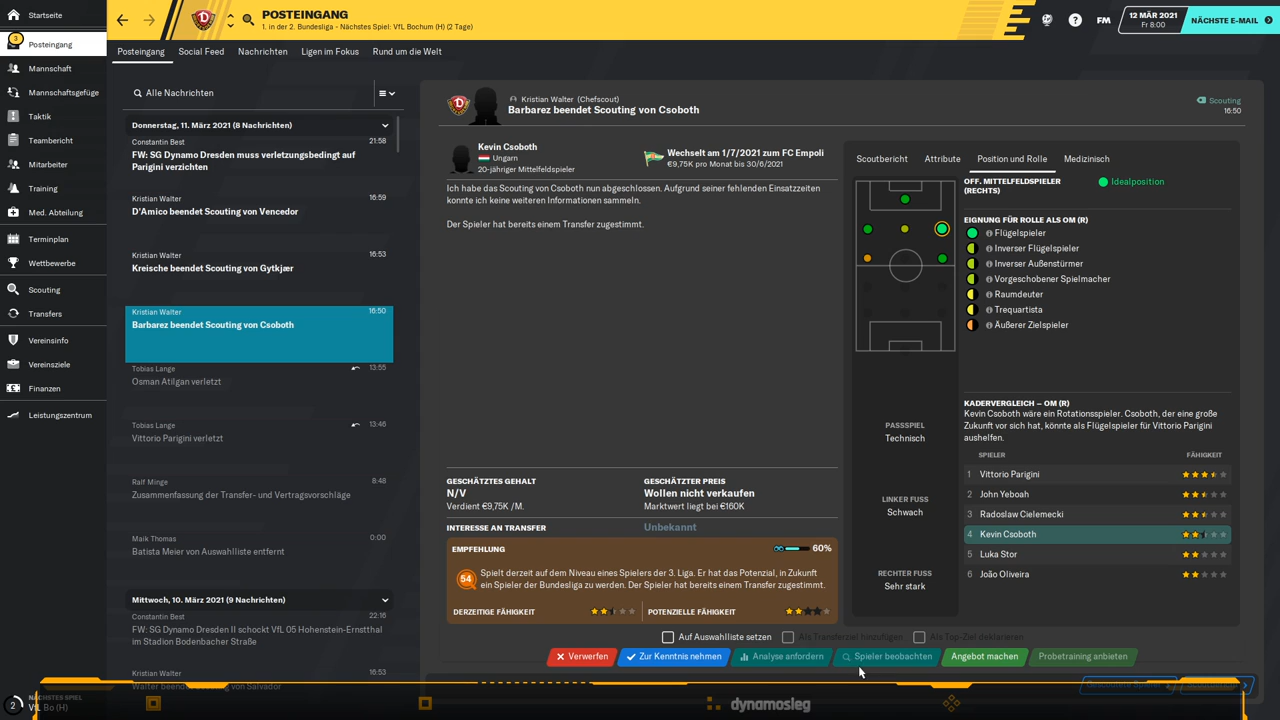 Startseite
POSTEINGANG
1. in der 2. Bundesliga - Nächstes Spiel: VfL Bochum (H) (2 Tage)
FM
12 MÄR 2021
Fr 8:00
NÄCHSTE E-MAIL
3
Posteingang
Mannschaft
Mannschaftsgefüge
Taktik
Teambericht
Mitarbeiter
Training
Med. Abteilung
Terminplan
Wettbewerbe
Scouting
Transfers
Vereinsinfo
Vereinsziele
Finanzen
Leistungszentrum
Posteingang
Social Feed
Nachrichten
Ligen im Fokus
Rund um die Welt
Alle Nachrichten
Donnerstag, 11. März 2021 (8 Nachrichten)
Constantin Best 21:58
FW: SG Dynamo Dresden muss verletzungsbedingt auf
Parigini verzichten
Kristian Walter 16:59
D'Amico beendet Scouting von Vencedor
Kristian Walter 16:53
Kreische beendet Scouting von Gytkjær
Kristian Walter 16:50
Barbarez beendet Scouting von Csoboth
Tobias Lange 13:55
Osman Atilgan verletzt
Tobias Lange 13:46
Vittorio Parigini verletzt
Ralf Minge 8:48
Zusammenfassung der Transfer- und Vertragsvorschläge
Maik Thomas 0:00
Batista Meier von Auswahlliste entfernt
Mittwoch, 10. März 2021 (9 Nachrichten)
Constantin Best 22:16
FW: SG Dynamo Dresden II schockt VfL 05 Hohenstein-Ernstthal
im Stadion Bodenbacher Straße
Kristian Walter 16:53
Walter beendet Scouting von Salvador
Kristian Walter (Chefscout)
Barbarez beendet Scouting von Csoboth
Scouting
16:50
Kevin Csoboth
Ungarn
20-jähriger Mittelfeldspieler
Wechselt am 1/7/2021 zum FC Empoli
€9,75K pro Monat bis 30/6/2021
Ich habe das Scouting von Csoboth nun abgeschlossen. Aufgrund seiner fehlenden Einsatzzeiten
konnte ich keine weiteren Informationen sammeln.
Der Spieler hat bereits einem Transfer zugestimmt.
GESCHÄTZTES GEHALT
N/V
Verdient €9,75K /M.
GESCHÄTZTER PREIS
Wollen nicht verkaufen
Marktwert liegt bei €160K
INTERESSE AN TRANSFER
Unbekannt
EMPFEHLUNG
60%
54
Spielt derzeit auf dem Niveau eines Spielers der 3. Liga. Er hat das Potenzial, in Zukunft
ein Spieler der Bundesliga zu werden. Der Spieler hat bereits einem Transfer zugestimmt.
DERZEITIGE FÄHIGKEIT
POTENZIELLE FÄHIGKEIT
Scoutbericht
Attribute
Position und Rolle
Medizinisch
OFF. MITTELFELDSPIELER
(RECHTS)
Idealposition
EIGNUNG FÜR ROLLE ALS OM (R)
Flügelspieler
Inverser Flügelspieler
Inverser Außenstürmer
Vorgeschobener Spielmacher
Raumdeuter
Trequartista
Äußerer Zielspieler
PASSSPIEL
Technisch
LINKER FUSS
Schwach
RECHTER FUSS
Sehr stark
KADERVERGLEICH – OM (R)
Kevin Csoboth wäre ein Rotationsspieler. Csoboth, der eine große
Zukunft vor sich hat, könnte als Flügelspieler für Vittorio Parigini
aushelfen.
SPIELER FÄHIGKEIT
1 Vittorio Parigini
2 John Yeboah
3 Radoslaw Cielemecki
4 Kevin Csoboth
5 Luka Stor
6 João Oliveira
Auf Auswahlliste setzen
Als Transferziel hinzufügen
Als Top-Ziel deklarieren
Verwerfen
Zur Kenntnis nehmen
Analyse anfordern
Spieler beobachten
Angebot machen
Probetraining anbieten
2
NÄCHSTES SPIEL
VfL Bo (H)
dynamosleg